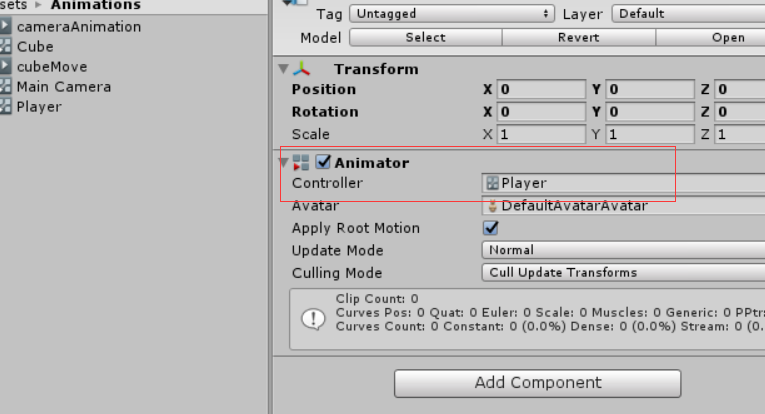 sets ▸ Animations
cameraAnimation
Cube
cubeMove
Main Camera
Player
Tag Untagged Layer Default
Model Select Revert Open
Transform
Position X 0 Y 0 Z 0
Rotation X 0 Y 0 Z 0
Scale X 1 Y 1 Z 1
Animator
Controller Player
Avatar DefaultAvatarAvatar
Apply Root Motion
Update Mode Normal
Culling Mode Cull Update Transforms
Clip Count: 0
Curves Pos: 0 Quat: 0 Euler: 0 Scale: 0 Muscles: 0 Generic: 0 PPtr:
Curves Count: 0 Constant: 0 (0.0%) Dense: 0 (0.0%) Stream: 0 (0.
Add Component